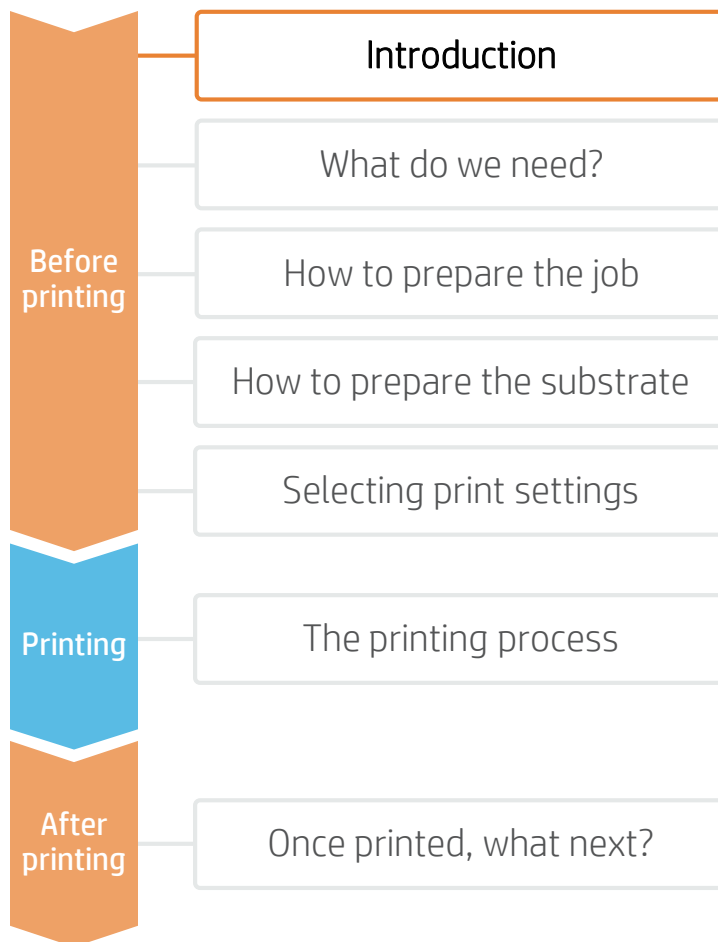 Before
printing
Introduction
What do we need?
How to prepare the job
How to prepare the substrate
Selecting print settings
Printing
The printing process
After
printing
Once printed, what next?